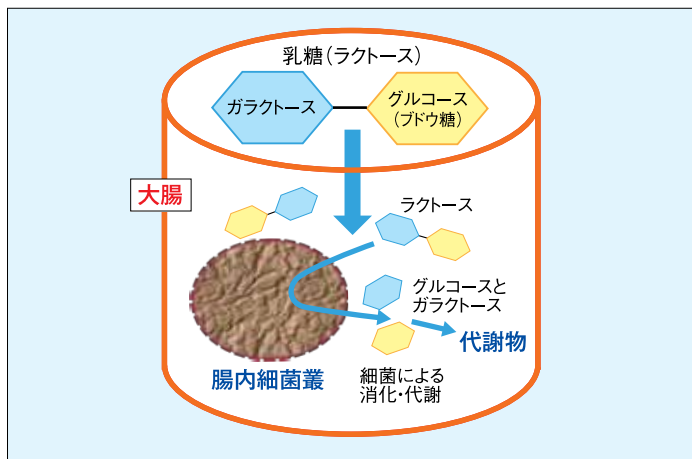 乳糖（ラクトース）
ガラクトース
グルコース
（ブドウ糖）
大腸
ラクトース
グルコースと
ガラクトース
代謝物
腸内細菌叢
細菌による
消化・代謝